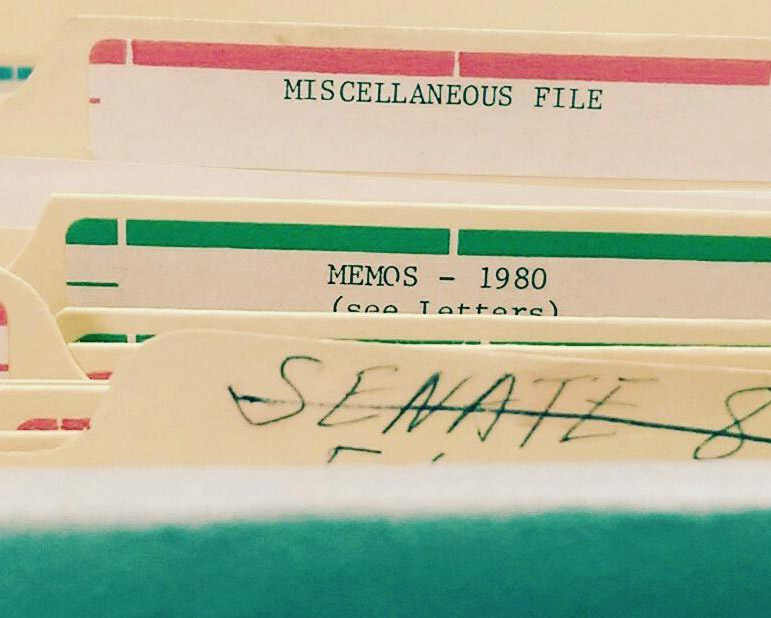 MISCELLANEOUS FILE
MEMOS - 1980
(see Letters)
SENATE 8